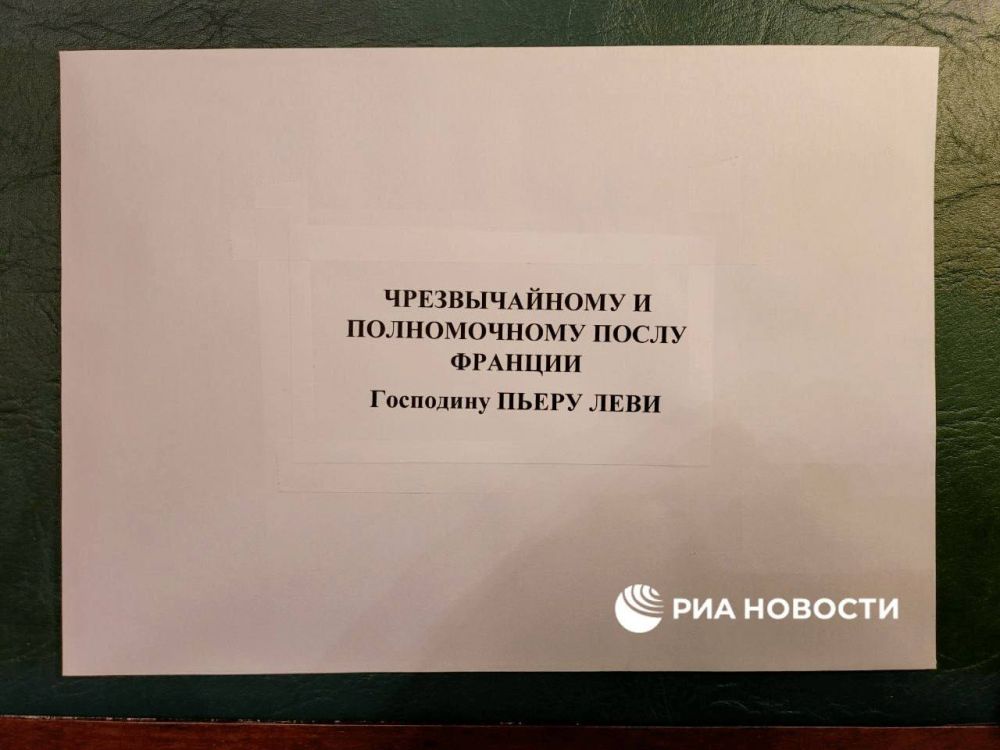 ЧРЕЗВЫЧАЙНОМУ И
ПОЛНОМОЧНОМУ ПОСЛУ
ФРАНЦИИ
Господину ПЬЕРУ ЛЕВИ
РИА НОВОСТИ